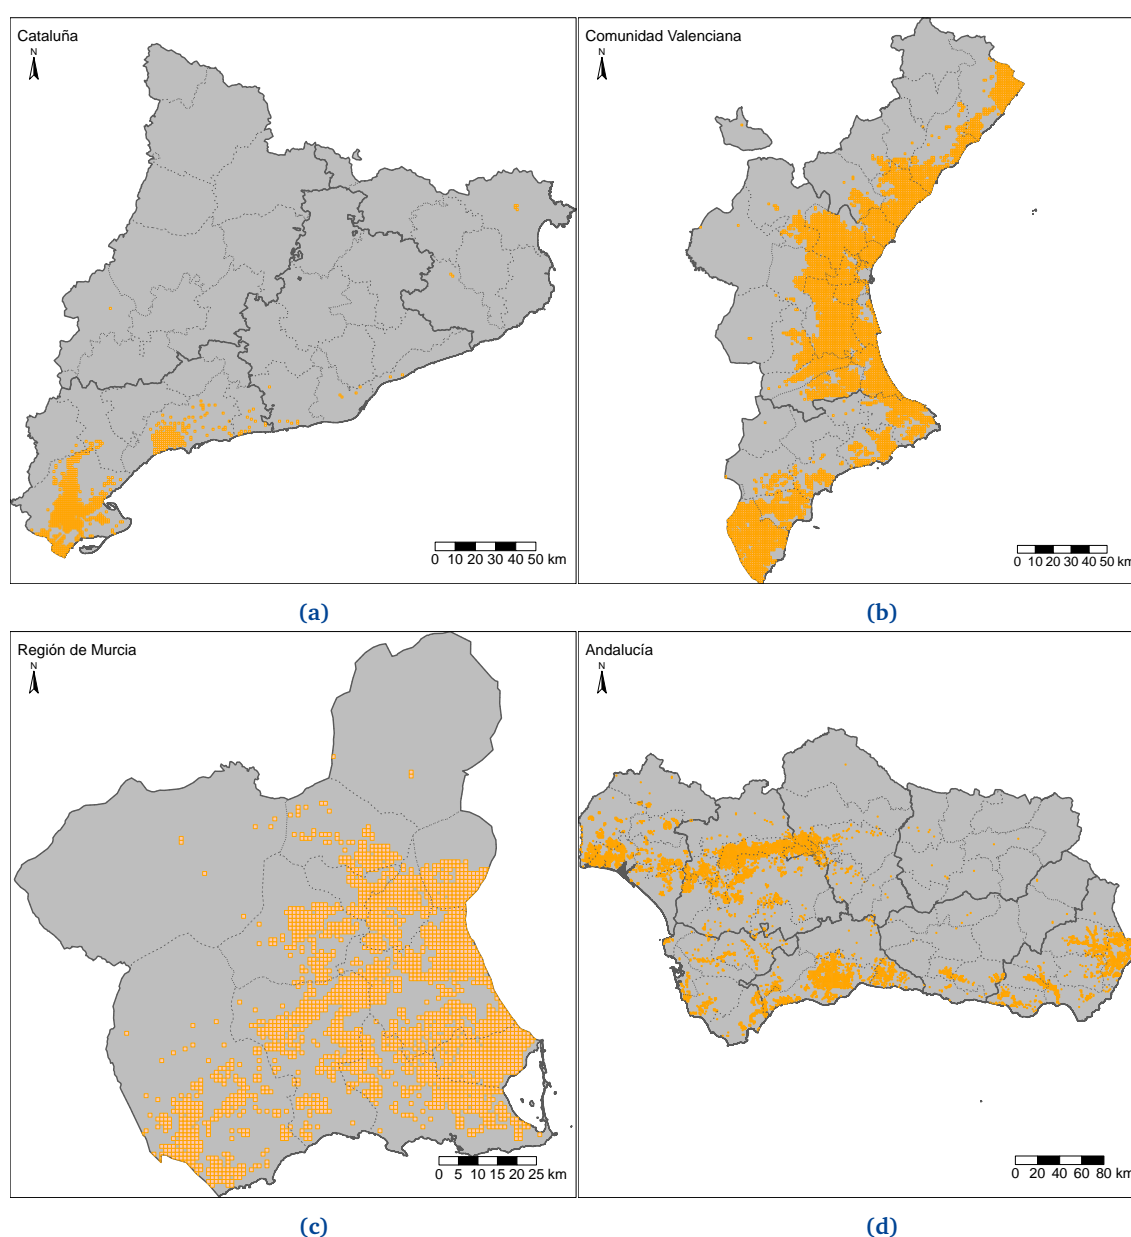 Cataluña
N
0 10 20 30 40 50 km
(a)
Comunidad Valenciana
N
0 10 20 30 40 50 km
(b)
Región de Murcia
N
0 5 10 15 20 25 km
(c)
Andalucía
N
0 20 40 60 80 km
(d)